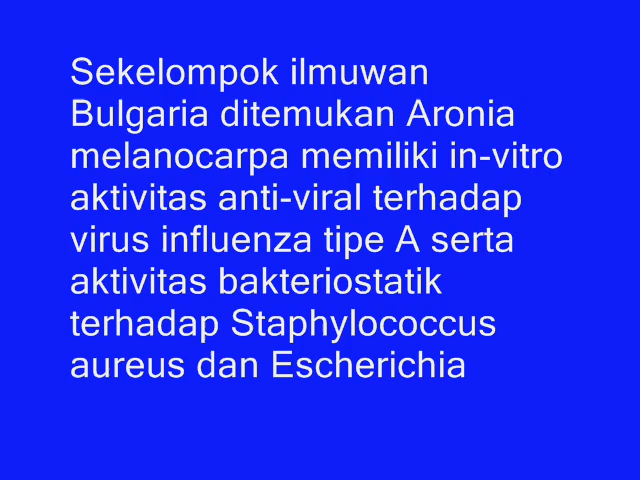 Sekelompok ilmuwan
Bulgaria ditemukan Aronia
melanocarpa memiliki in-vitro
aktivitas anti-viral terhadap
virus influenza tipe A serta
aktivitas bakteriostatik
terhadap Staphylococcus
aureus dan Escherichia